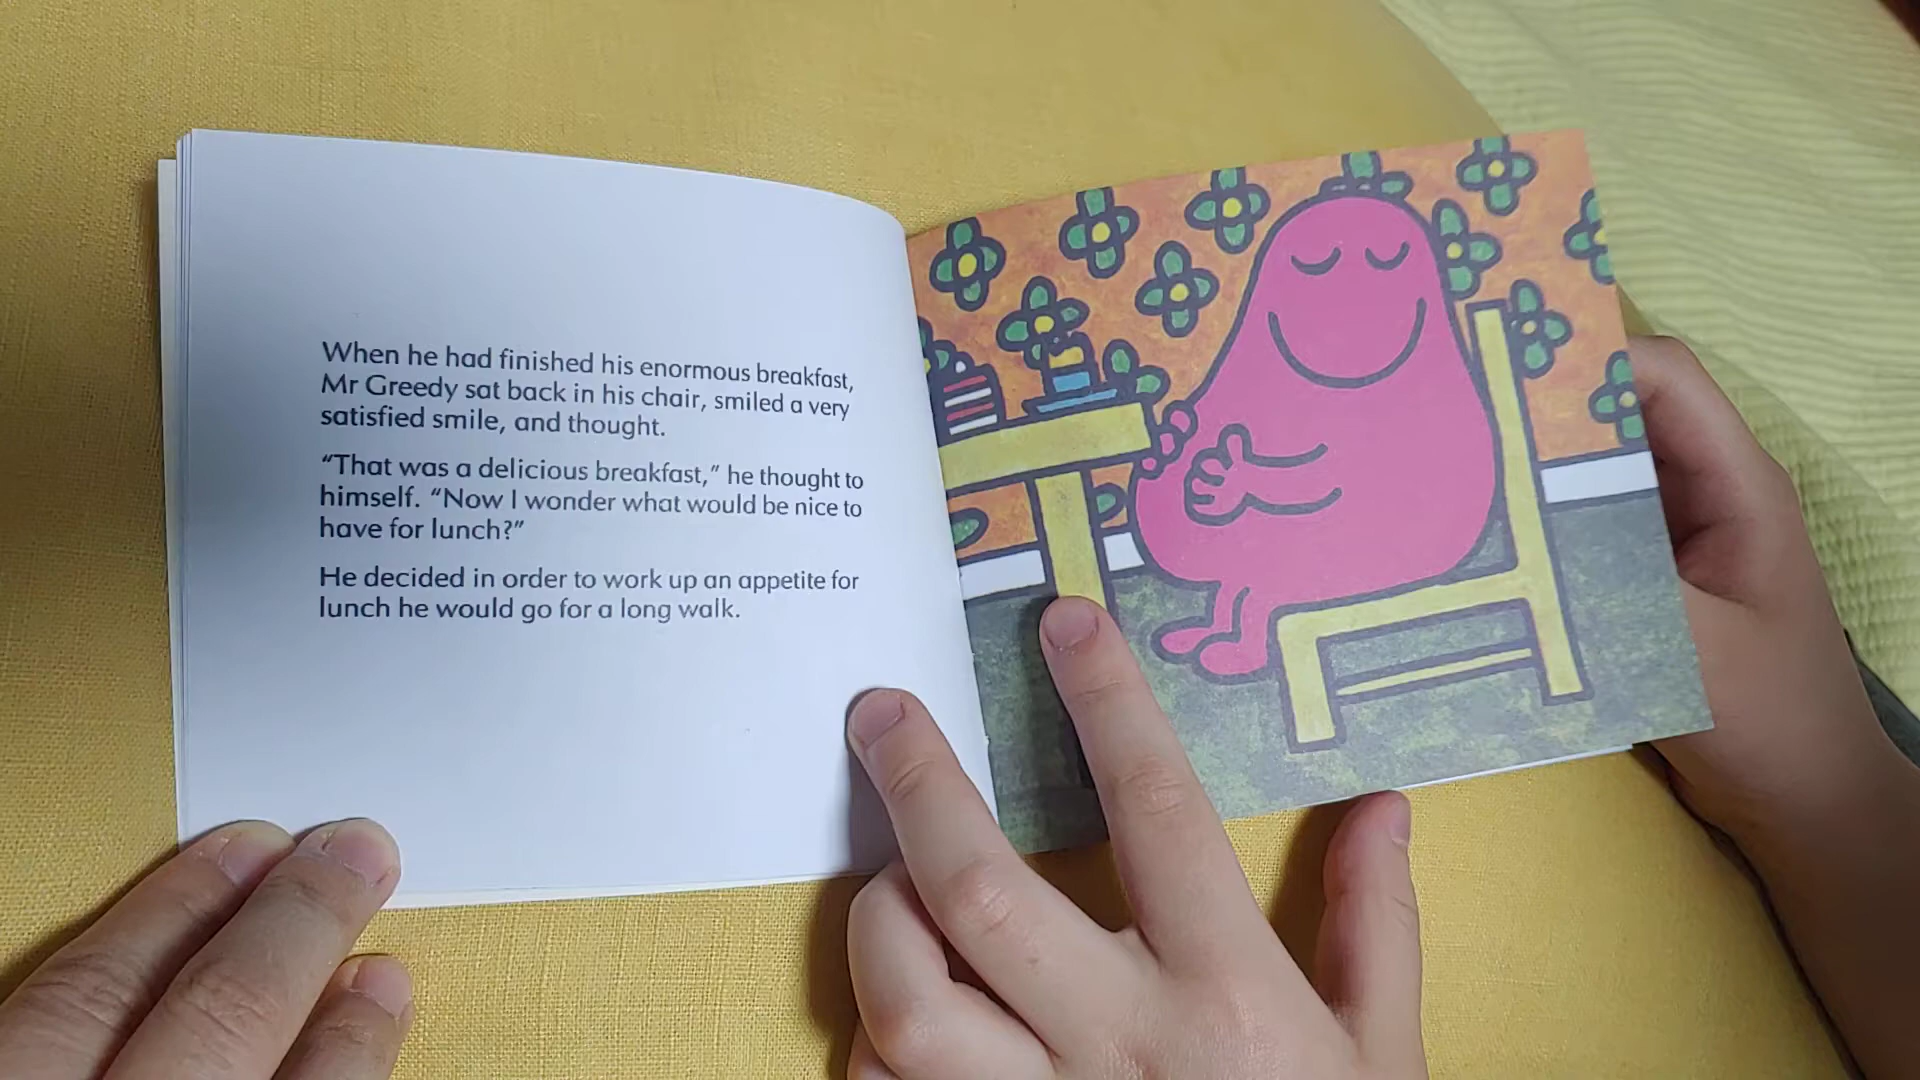 When he had finished his enormous breakfast,
Mr Greedy sat back in his chair, smiled a very
satisfied smile, and thought.
“That was a delicious breakfast,” he thought to
himself. “Now I wonder what would be nice to
have for lunch?”
He decided in order to work up an appetite for
lunch he would go for a long walk.